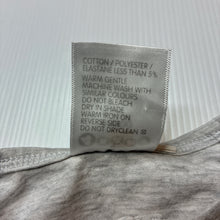 COTTON / POLYESTER /
ELASTANE LESS THAN 5%
WARM GENTLE
MACHINE WASH WITH
SIMILAR COLOURS
DO NOT BLEACH
DRY IN SHADE
WARM IRON ON
REVERSE SIDE
DO NOT DRYCLEAN